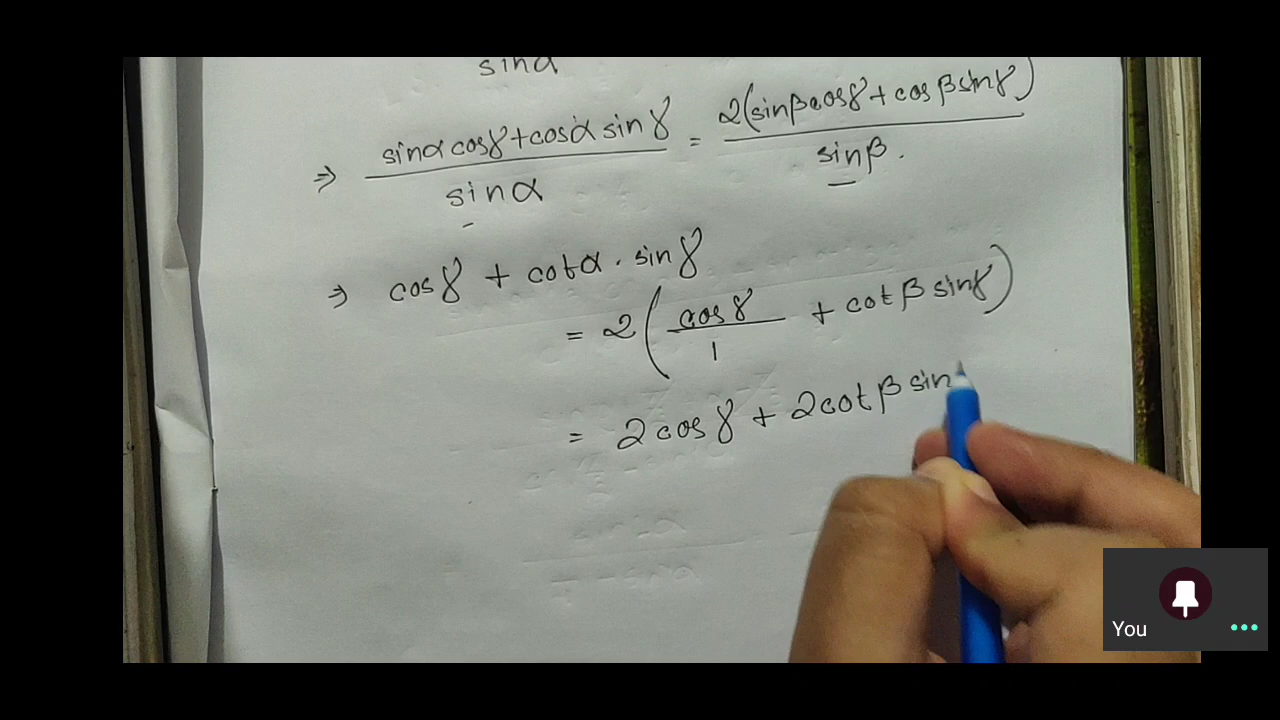 sinα
⇒ (sinα cosγ + cosα sinγ)/sinα = 2(sinβ cosγ + cosβ sinγ)/sinβ.
⇒ cosγ + cotα . sinγ
= 2(cosγ/1 + cotβ sinγ)
= 2cosγ + 2cotβ sin
You